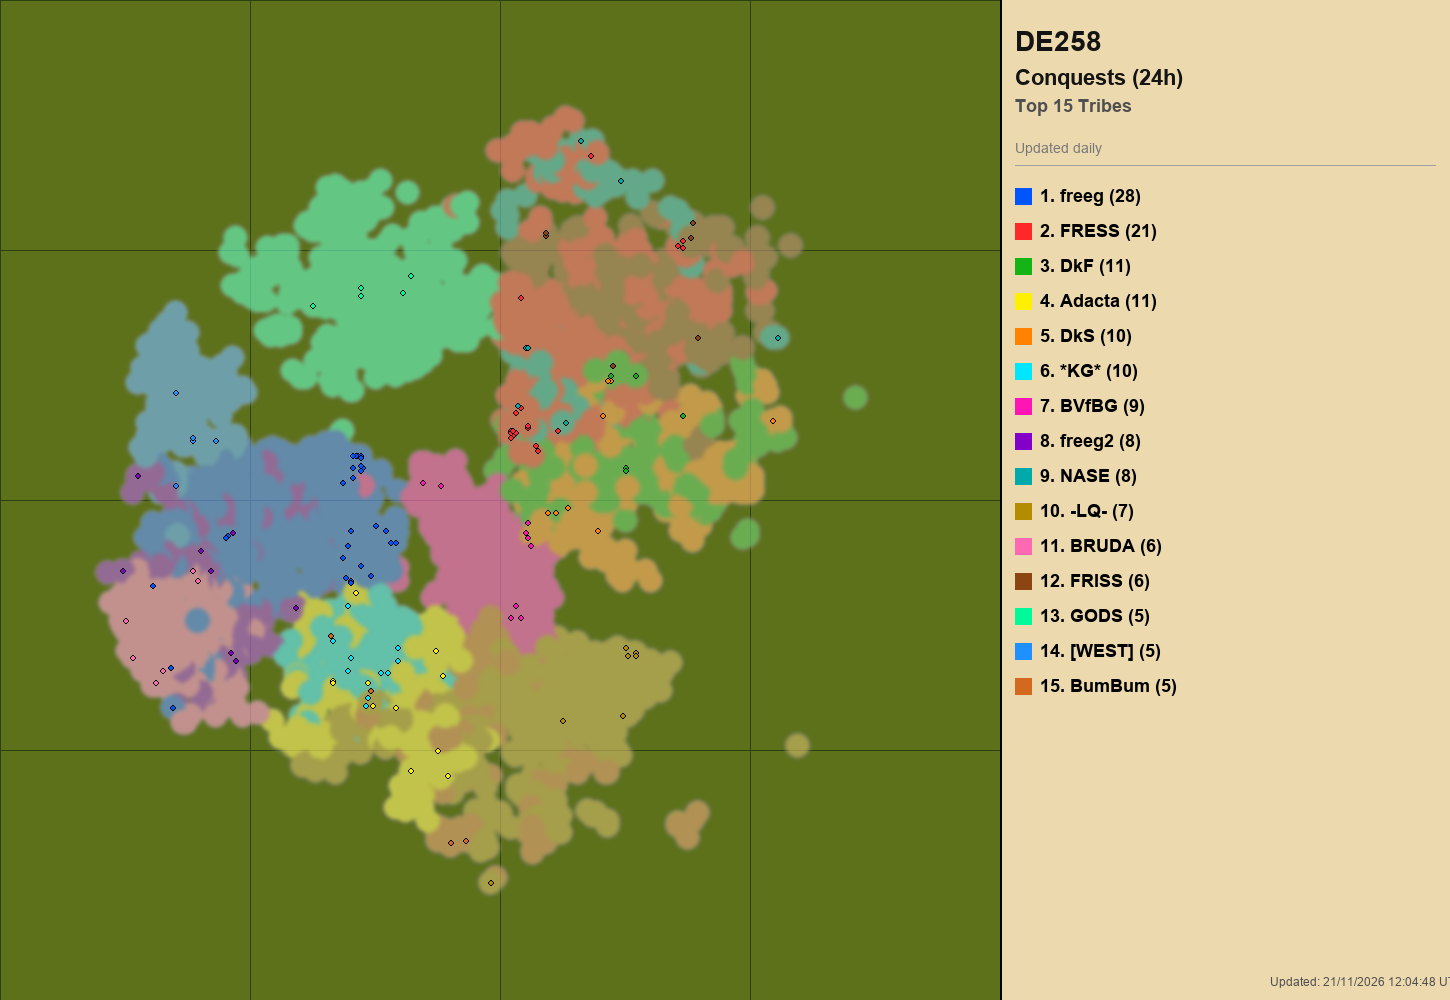 DE258
Conquests (24h)
Top 15 Tribes
Updated daily
1. freeg (28)
2. FRESS (21)
3. DkF (11)
4. Adacta (11)
5. DkS (10)
6. *KG* (10)
7. BVfBG (9)
8. freeg2 (8)
9. NASE (8)
10. -LQ- (7)
11. BRUDA (6)
12. FRISS (6)
13. GODS (5)
14. [WEST] (5)
15. BumBum (5)
Updated: 21/11/2026 12:04:48 U